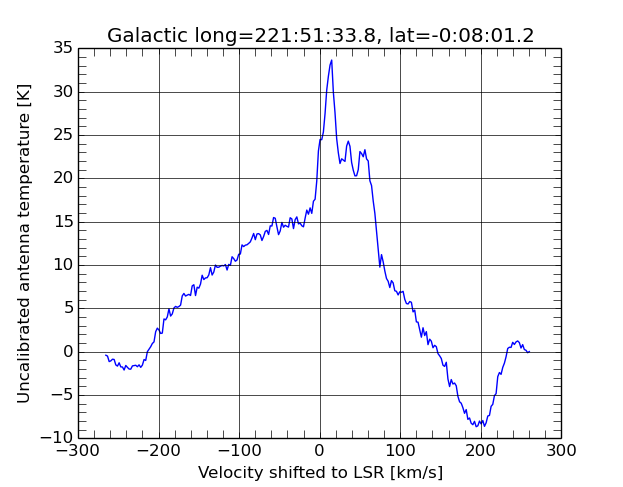 Galactic long=221:51:33.8, lat=-0:08:01.2
Uncalibrated antenna temperature [K]
35
30
25
20
15
10
5
0
−5
−10
−300 −200 −100 0 100 200 300
Velocity shifted to LSR [km/s]